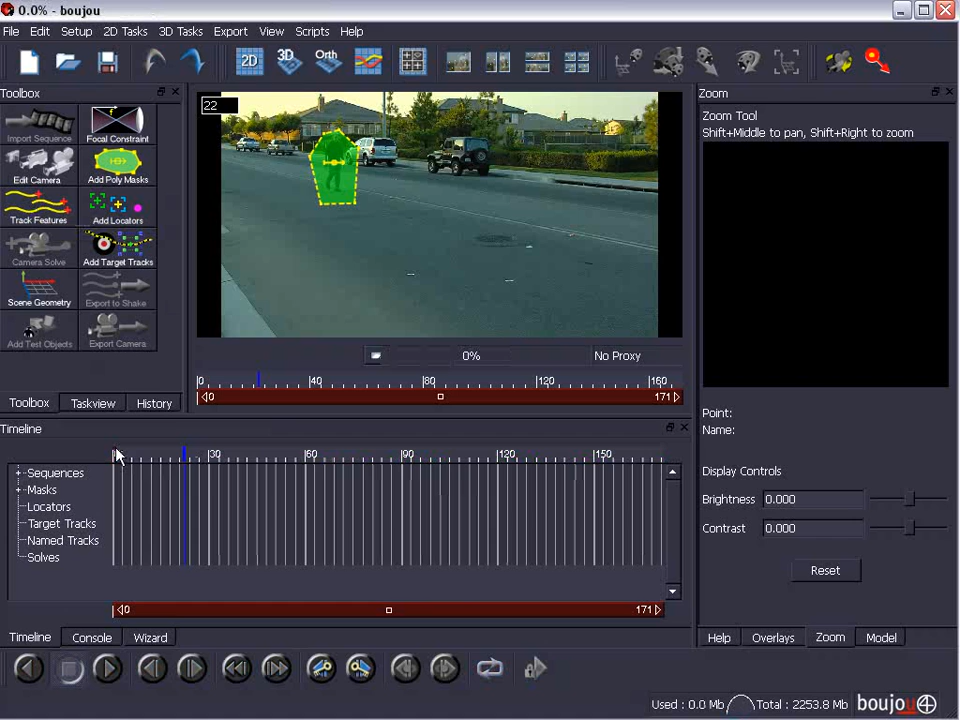 0.0% - boujou
File Edit Setup 2D Tasks 3D Tasks Export View Scripts Help
2D 3D Orth
Toolbox
Import Sequence Focal Constraint
Edit Camera Add Poly Masks
Track Features Add Locators
Camera Solve Add Target Tracks
Scene Geometry Export to Shake
Add Test Objects Export Camera
Toolbox Taskview History
22
0% No Proxy
0 40 80 120 160
0 171
Zoom
Zoom Tool
Shift+Middle to pan, Shift+Right to zoom
Point:
Name:
Display Controls
Brightness 0.000
Contrast 0.000
Reset
Help Overlays Zoom Model
Timeline
30 60 90 120 150
Sequences
Masks
Locators
Target Tracks
Named Tracks
Solves
0 171
Timeline Console Wizard
Used : 0.0 Mb Total : 2253.8 Mb boujou 4